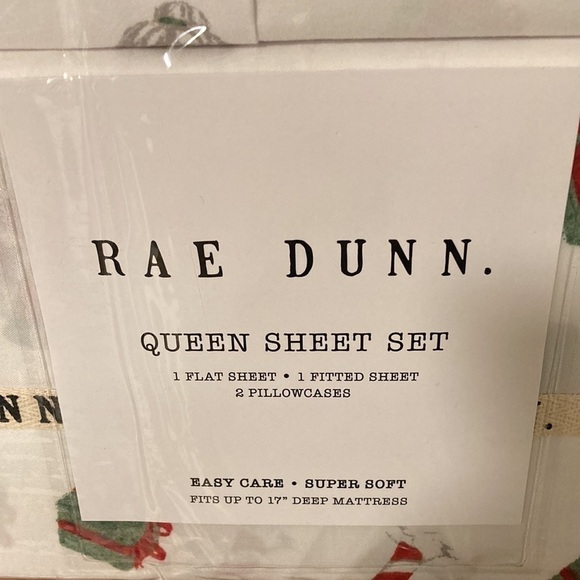 RAE DUNN.
QUEEN SHEET SET
1 FLAT SHEET • 1 FITTED SHEET
2 PILLOWCASES
NN
EASY CARE • SUPER SOFT
FITS UP TO 17" DEEP MATTRESS